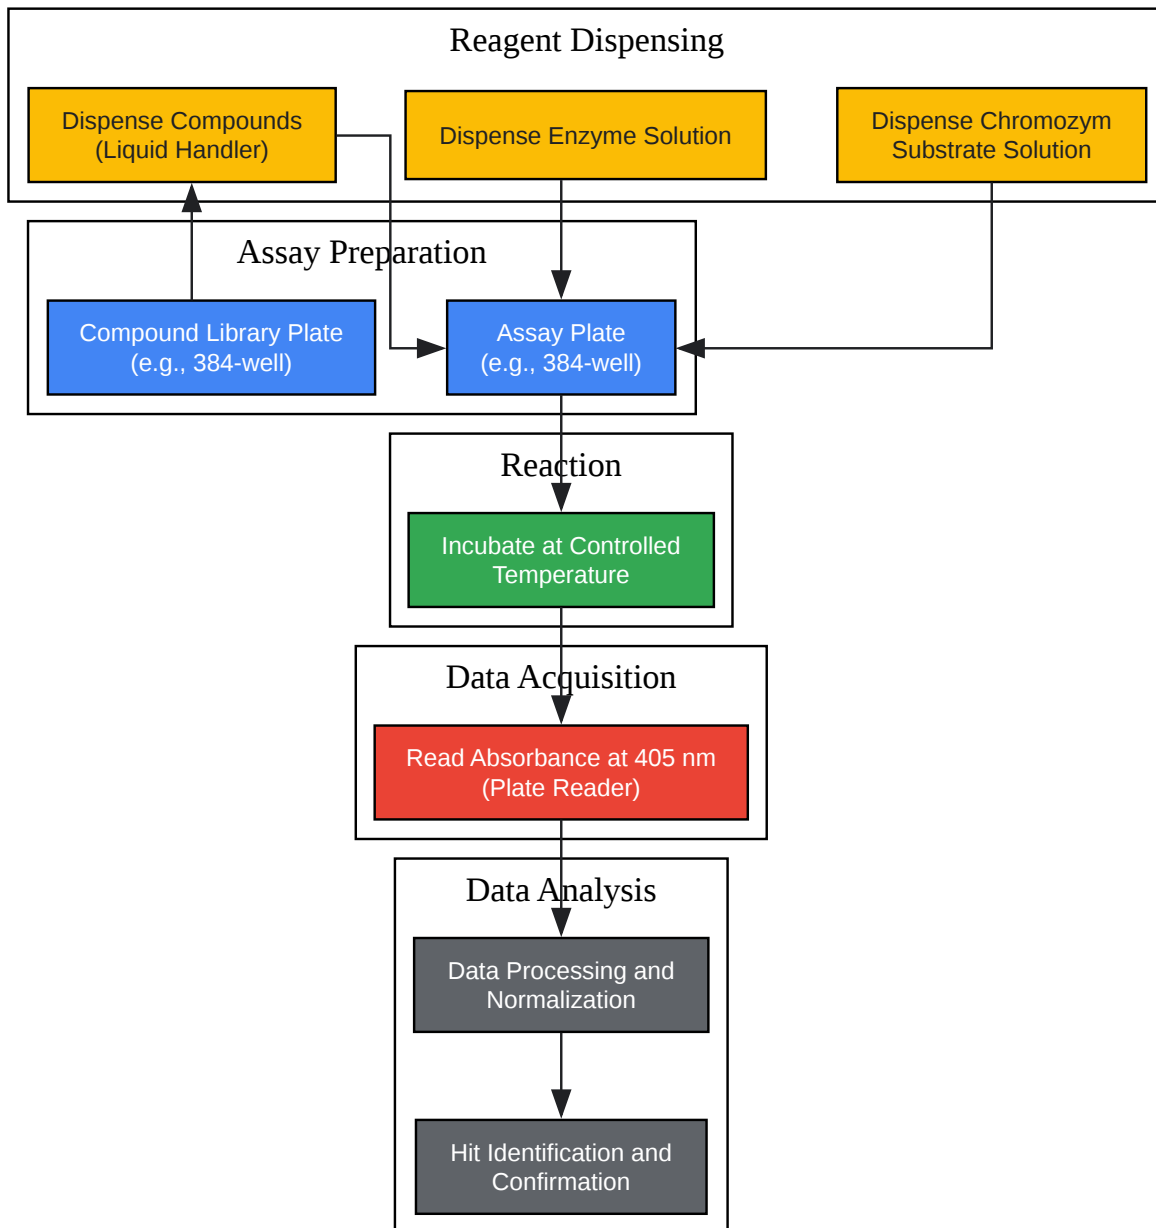 Reagent Dispensing
Dispense Compounds
(Liquid Handler)
Dispense Enzyme Solution
Dispense Chromozym
Substrate Solution
Assay Preparation
Compound Library Plate
(e.g., 384-well)
Assay Plate
(e.g., 384-well)
Reaction
Incubate at Controlled
Temperature
Data Acquisition
Read Absorbance at 405 nm
(Plate Reader)
Data Analysis
Data Processing and
Normalization
Hit Identification and
Confirmation